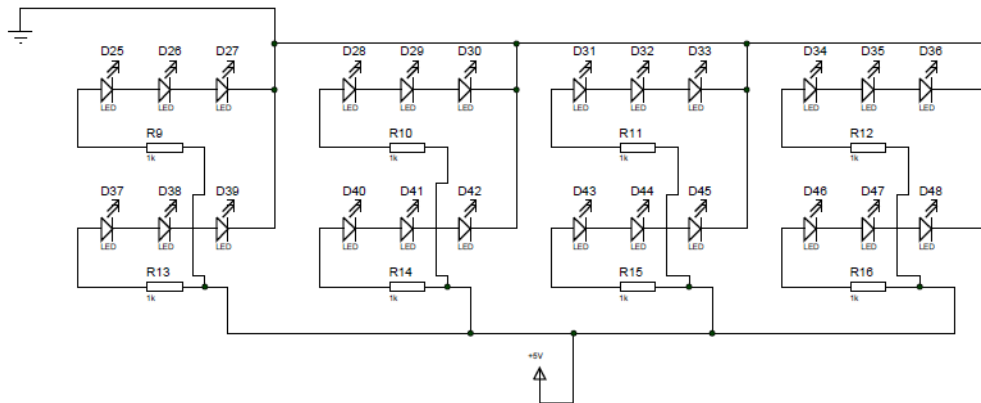 D25 D26 D27 D28 D29 D30 D31 D32 D33 D34 D35 D36
LED LED LED LED LED LED LED LED LED LED LED LED
R9 R10 R11 R12
1k 1k 1k 1k
D37 D38 D39 D40 D41 D42 D43 D44 D45 D46 D47 D48
LED LED LED LED LED LED LED LED LED LED LED LED
R13 R14 R15 R16
1k 1k 1k 1k
+5V